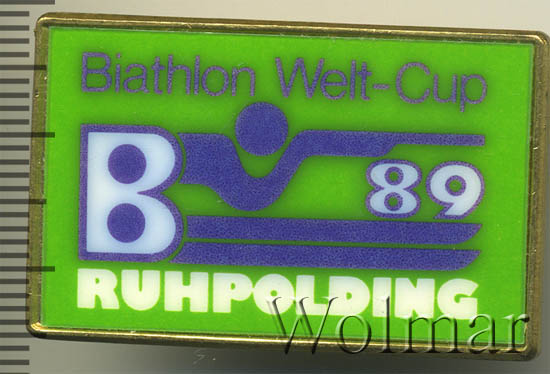 Biathlon Welt-Cup
B 89
RUHPOLDING
Wolmar